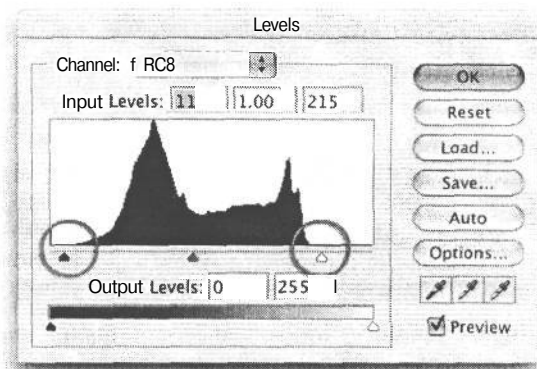 Levels
Channel: f RC8
Input Levels: 11 1.00 215
Output Levels: 0 255 l
OK
Reset
Load...
Save...
Auto
Options...
Preview